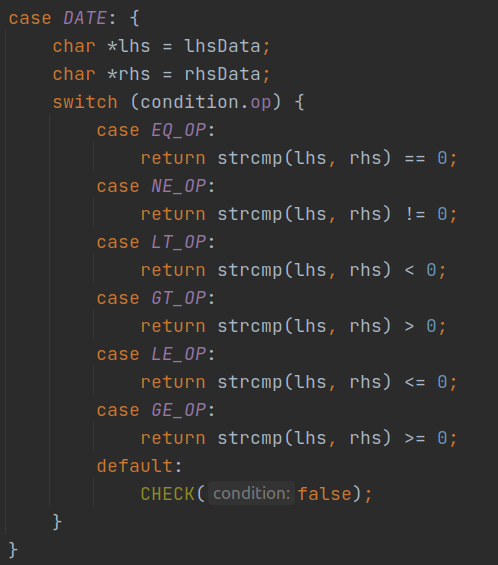 case DATE: {
    char *lhs = lhsData;
    char *rhs = rhsData;
    switch (condition.op) {
        case EQ_OP:
            return strcmp(lhs, rhs) == 0;
        case NE_OP:
            return strcmp(lhs, rhs) != 0;
        case LT_OP:
            return strcmp(lhs, rhs) < 0;
        case GT_OP:
            return strcmp(lhs, rhs) > 0;
        case LE_OP:
            return strcmp(lhs, rhs) <= 0;
        case GE_OP:
            return strcmp(lhs, rhs) >= 0;
        default:
            CHECK( condition: false);
    }
}